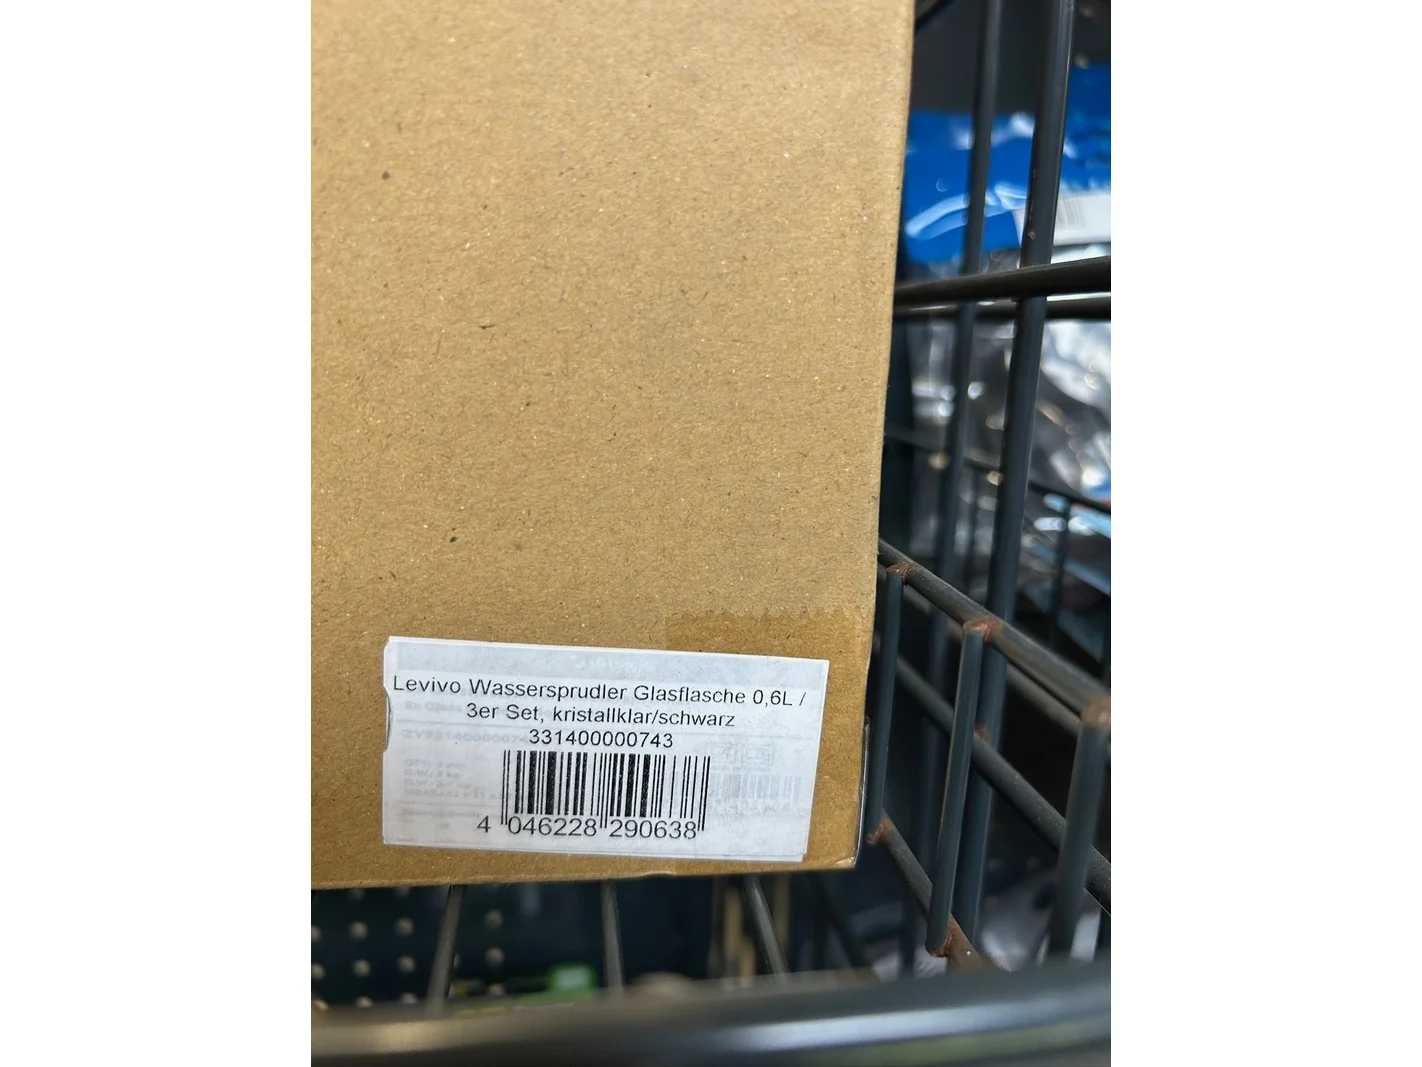 Levivo Wassersprudler Glasflasche 0,6L /
3er Set, kristallklar/schwarz
331400000743
4 046228 290638